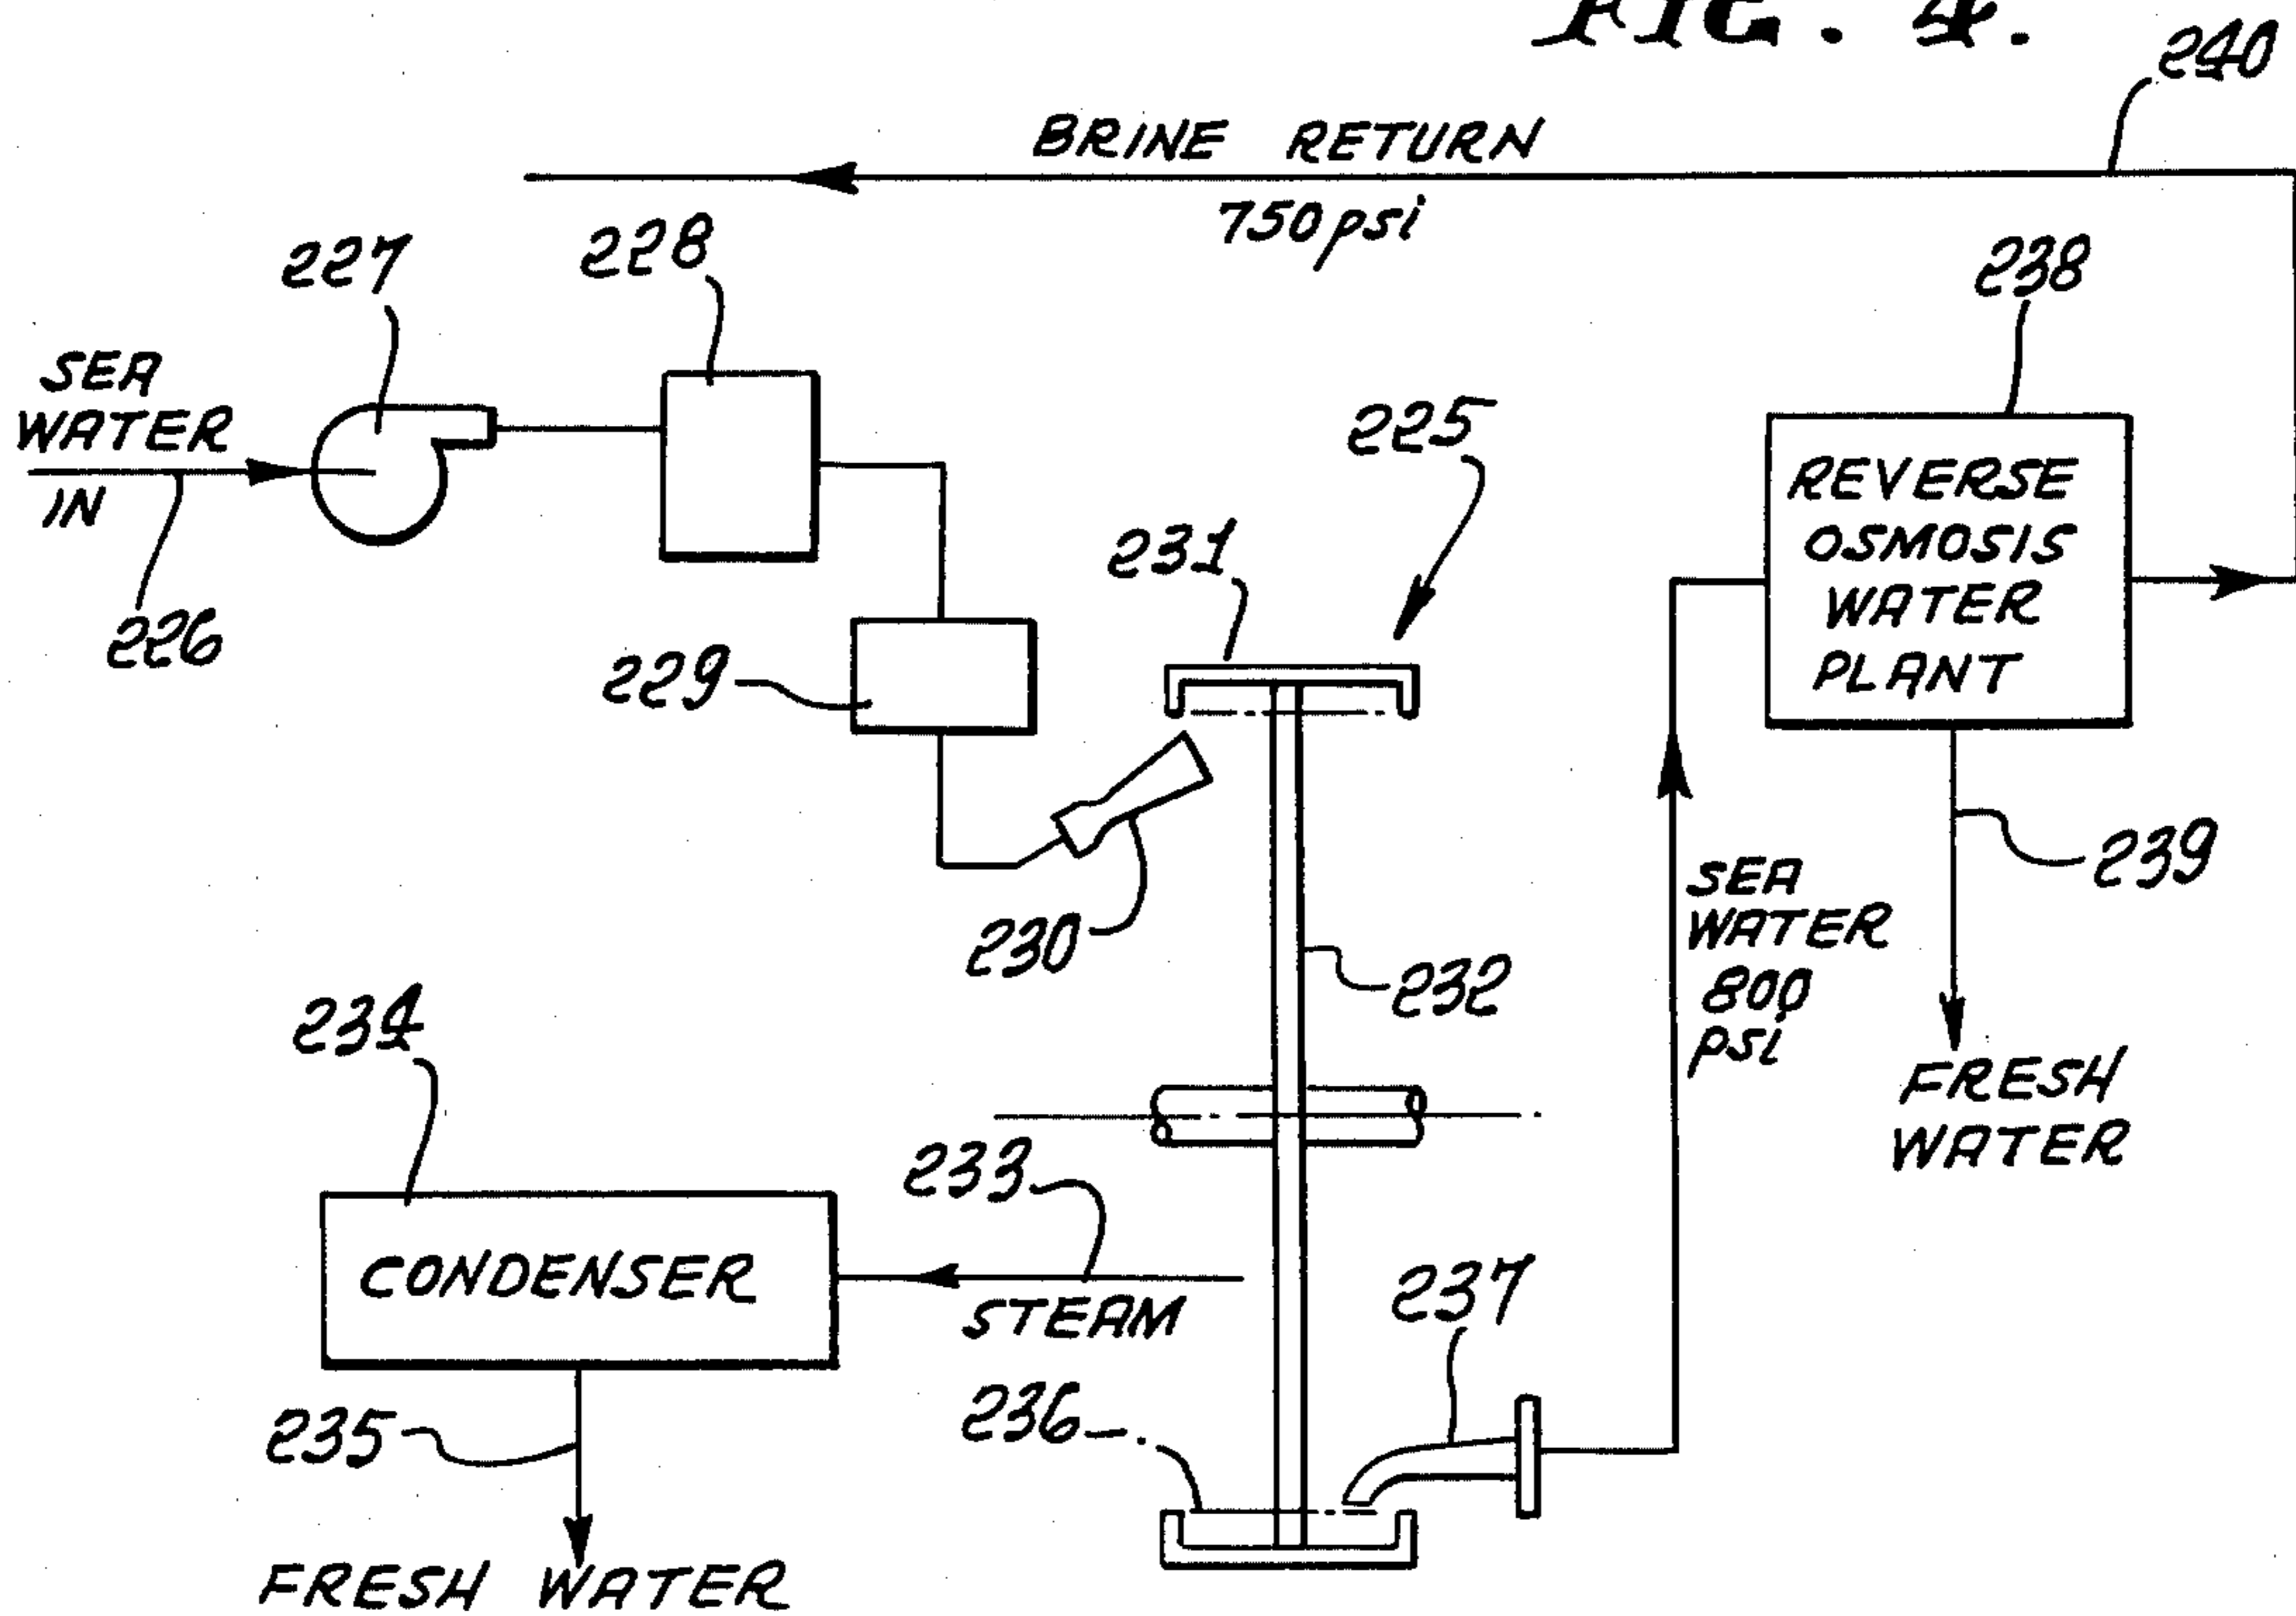 FIG. 4.
240
BRINE RETURN
750 psi
227
228
238
SEA
WATER
IN
226
225
231
REVERSE
OSMOSIS
WATER
PLANT
229
230
232
239
SEA
WATER
800
psi
FRESH
WATER
234
233
CONDENSER
STEAM
237
236
235
FRESH WATER